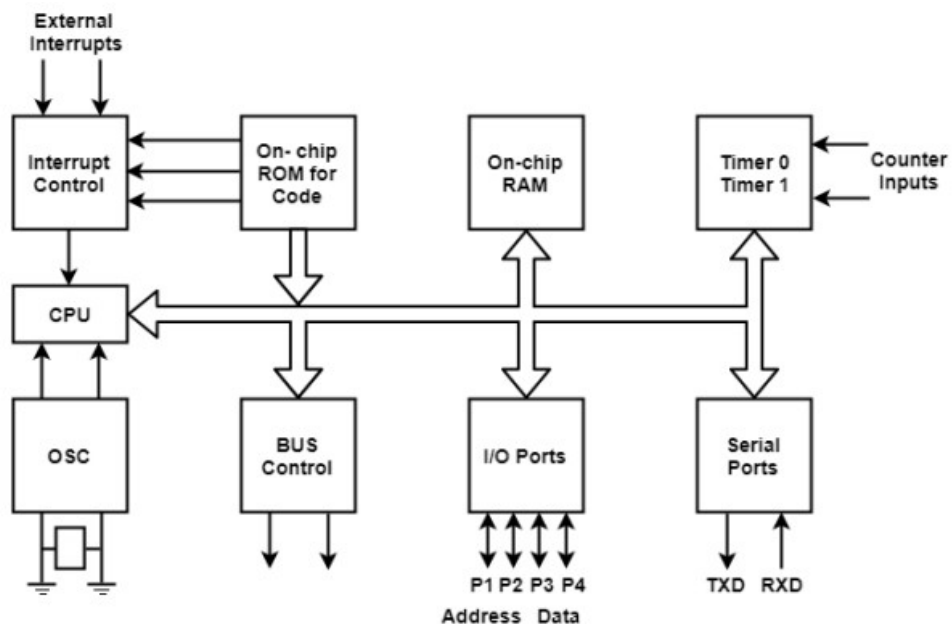 External
Interrupts
Interrupt
Control
On- chip
ROM for
Code
On-chip
RAM
Timer 0
Timer 1
Counter
Inputs
CPU
OSC
BUS
Control
I/O Ports
Serial
Ports
P1 P2 P3 P4
Address Data
TXD RXD